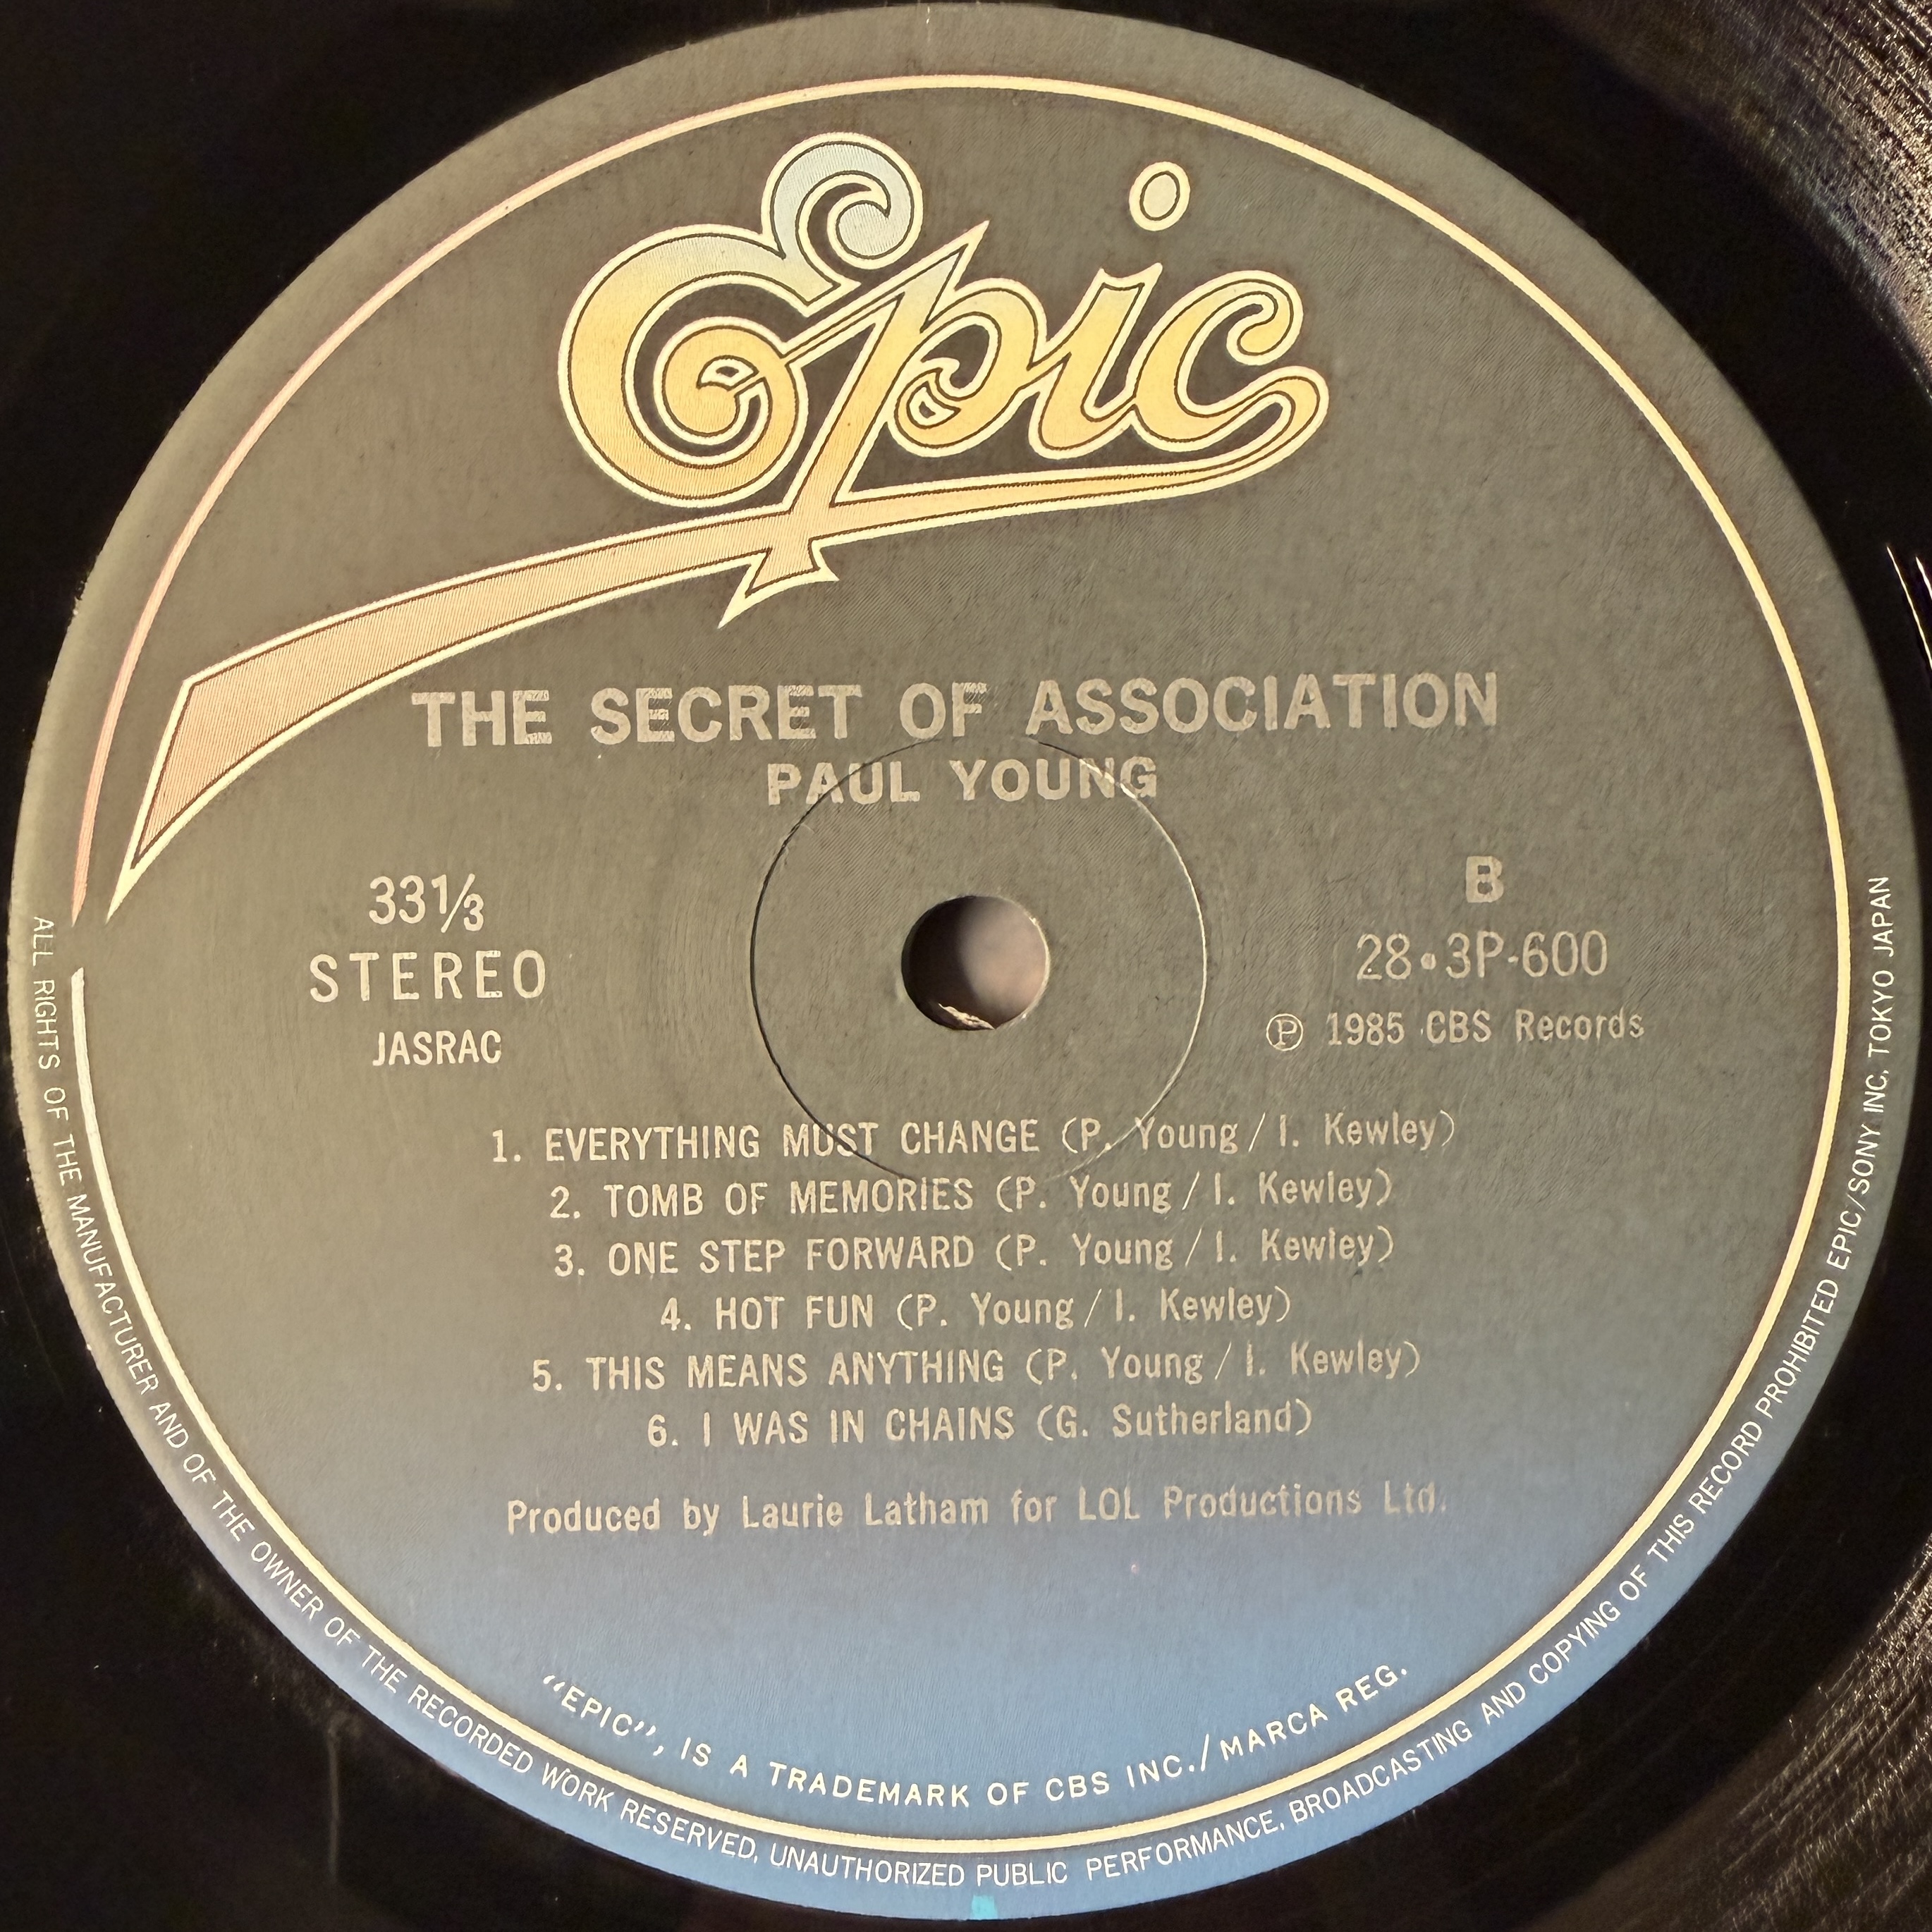 Epic
THE SECRET OF ASSOCIATION
PAUL YOUNG
33⅓
STEREO
JASRAC
B
28・3P-600
Ⓟ 1985 CBS Records
1. EVERYTHING MUST CHANGE (P. Young / I. Kewley)
2. TOMB OF MEMORIES (P. Young / I. Kewley)
3. ONE STEP FORWARD (P. Young / I. Kewley)
4. HOT FUN (P. Young / I. Kewley)
5. THIS MEANS ANYTHING (P. Young / I. Kewley)
6. I WAS IN CHAINS (G. Sutherland)
Produced by Laurie Latham for LOL Productions Ltd.
“EPIC”, IS A TRADEMARK OF CBS INC./MARCA REG.
ALL RIGHTS OF THE MANUFACTURER AND OF THE OWNER OF THE RECORDED WORK RESERVED, UNAUTHORIZED PUBLIC PERFORMANCE, BROADCASTING AND COPYING OF THIS RECORD PROHIBITED EPIC/SONY INC, TOKYO JAPAN